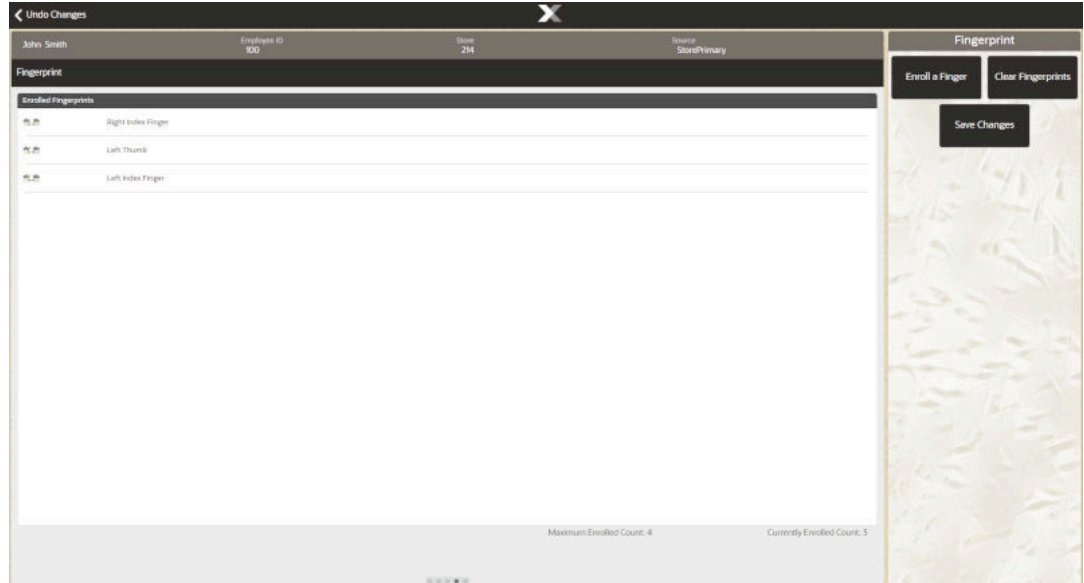 Undo Changes
John Smith
Employee ID
100
Store
214
Source
StorePrimary
Fingerprint
Enrolled Fingerprints
Right Index Finger
Left Thumb
Left Index Finger
Maximum Enrolled Count: 4
Currently Enrolled Count: 3
Fingerprint
Enroll a Finger
Clear Fingerprints
Save Changes